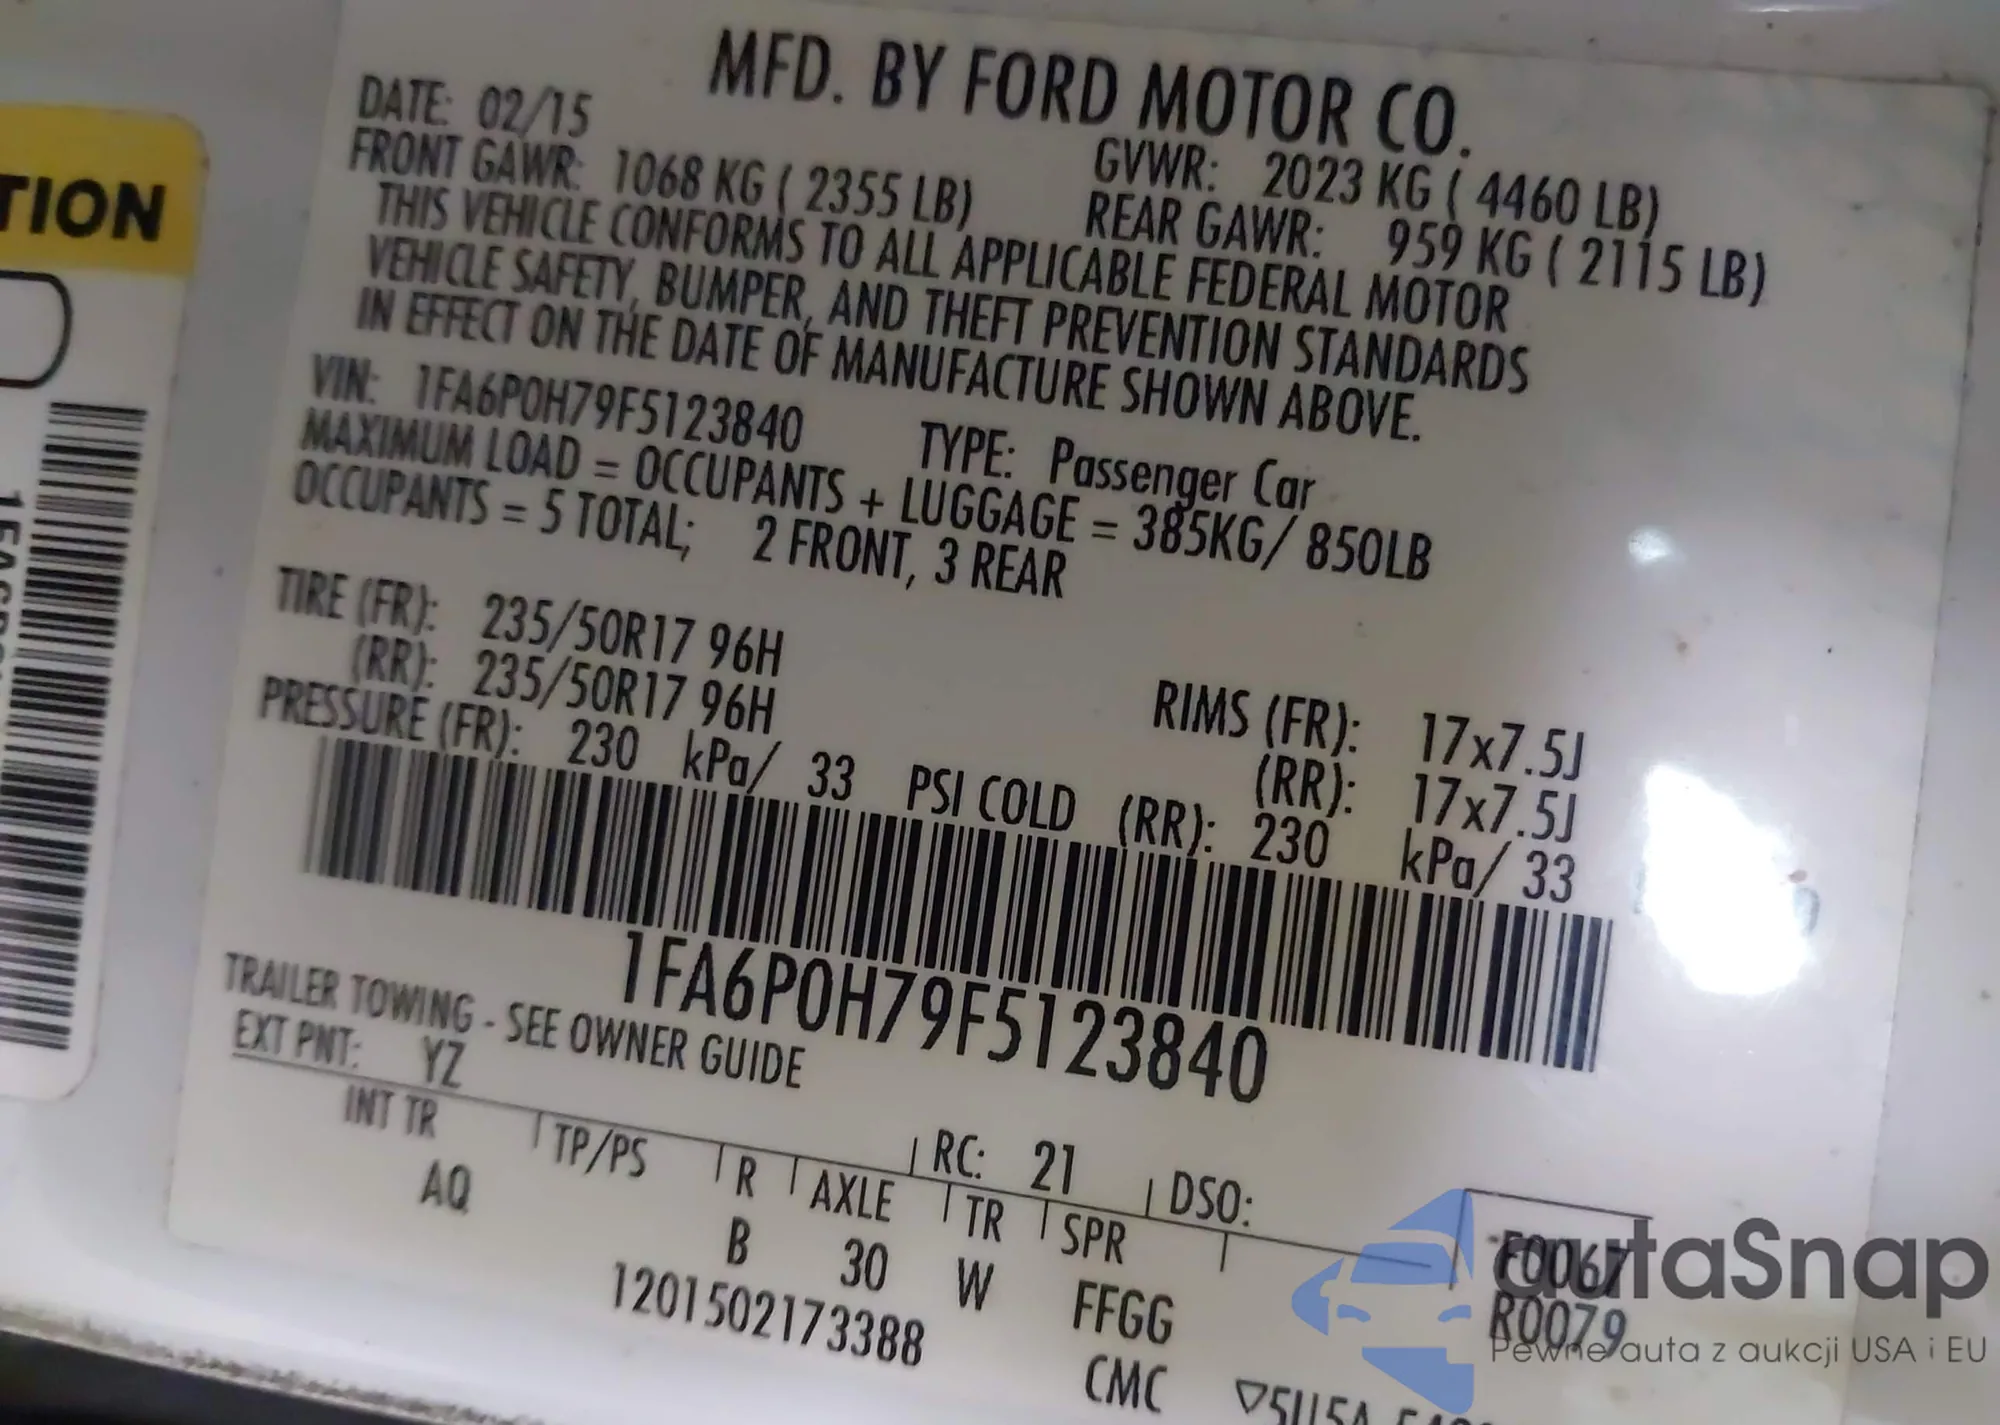 MFD. BY FORD MOTOR CO.
DATE: 02/15 GVWR: 2023 KG ( 4460 LB)
FRONT GAWR: 1068 KG ( 2355 LB) REAR GAWR: 959 KG ( 2115 LB)
THIS VEHICLE CONFORMS TO ALL APPLICABLE FEDERAL MOTOR
VEHICLE SAFETY, BUMPER, AND THEFT PREVENTION STANDARDS
IN EFFECT ON THE DATE OF MANUFACTURE SHOWN ABOVE.
VIN: 1FA6P0H79F5123840 TYPE: Passenger Car
MAXIMUM LOAD = OCCUPANTS + LUGGAGE = 385KG/ 850LB
OCCUPANTS = 5 TOTAL; 2 FRONT, 3 REAR
TIRE (FR): 235/50R17 96H RIMS (FR): 17x7.5J
(RR): 235/50R17 96H (RR): 17x7.5J
PRESSURE (FR): 230 kPa/ 33 PSI COLD (RR): 230 kPa/ 33
1FA6P0H79F5123840
TRAILER TOWING - SEE OWNER GUIDE
EXT PNT: YZ RC: 21 DSO:
INT TR TP/PS R AXLE TR SPR
AQ B 30 W FFGG
F0067
R0079
1201502173388
CMC
TION
autaSnap
Pewne auta z aukcji USA i EU